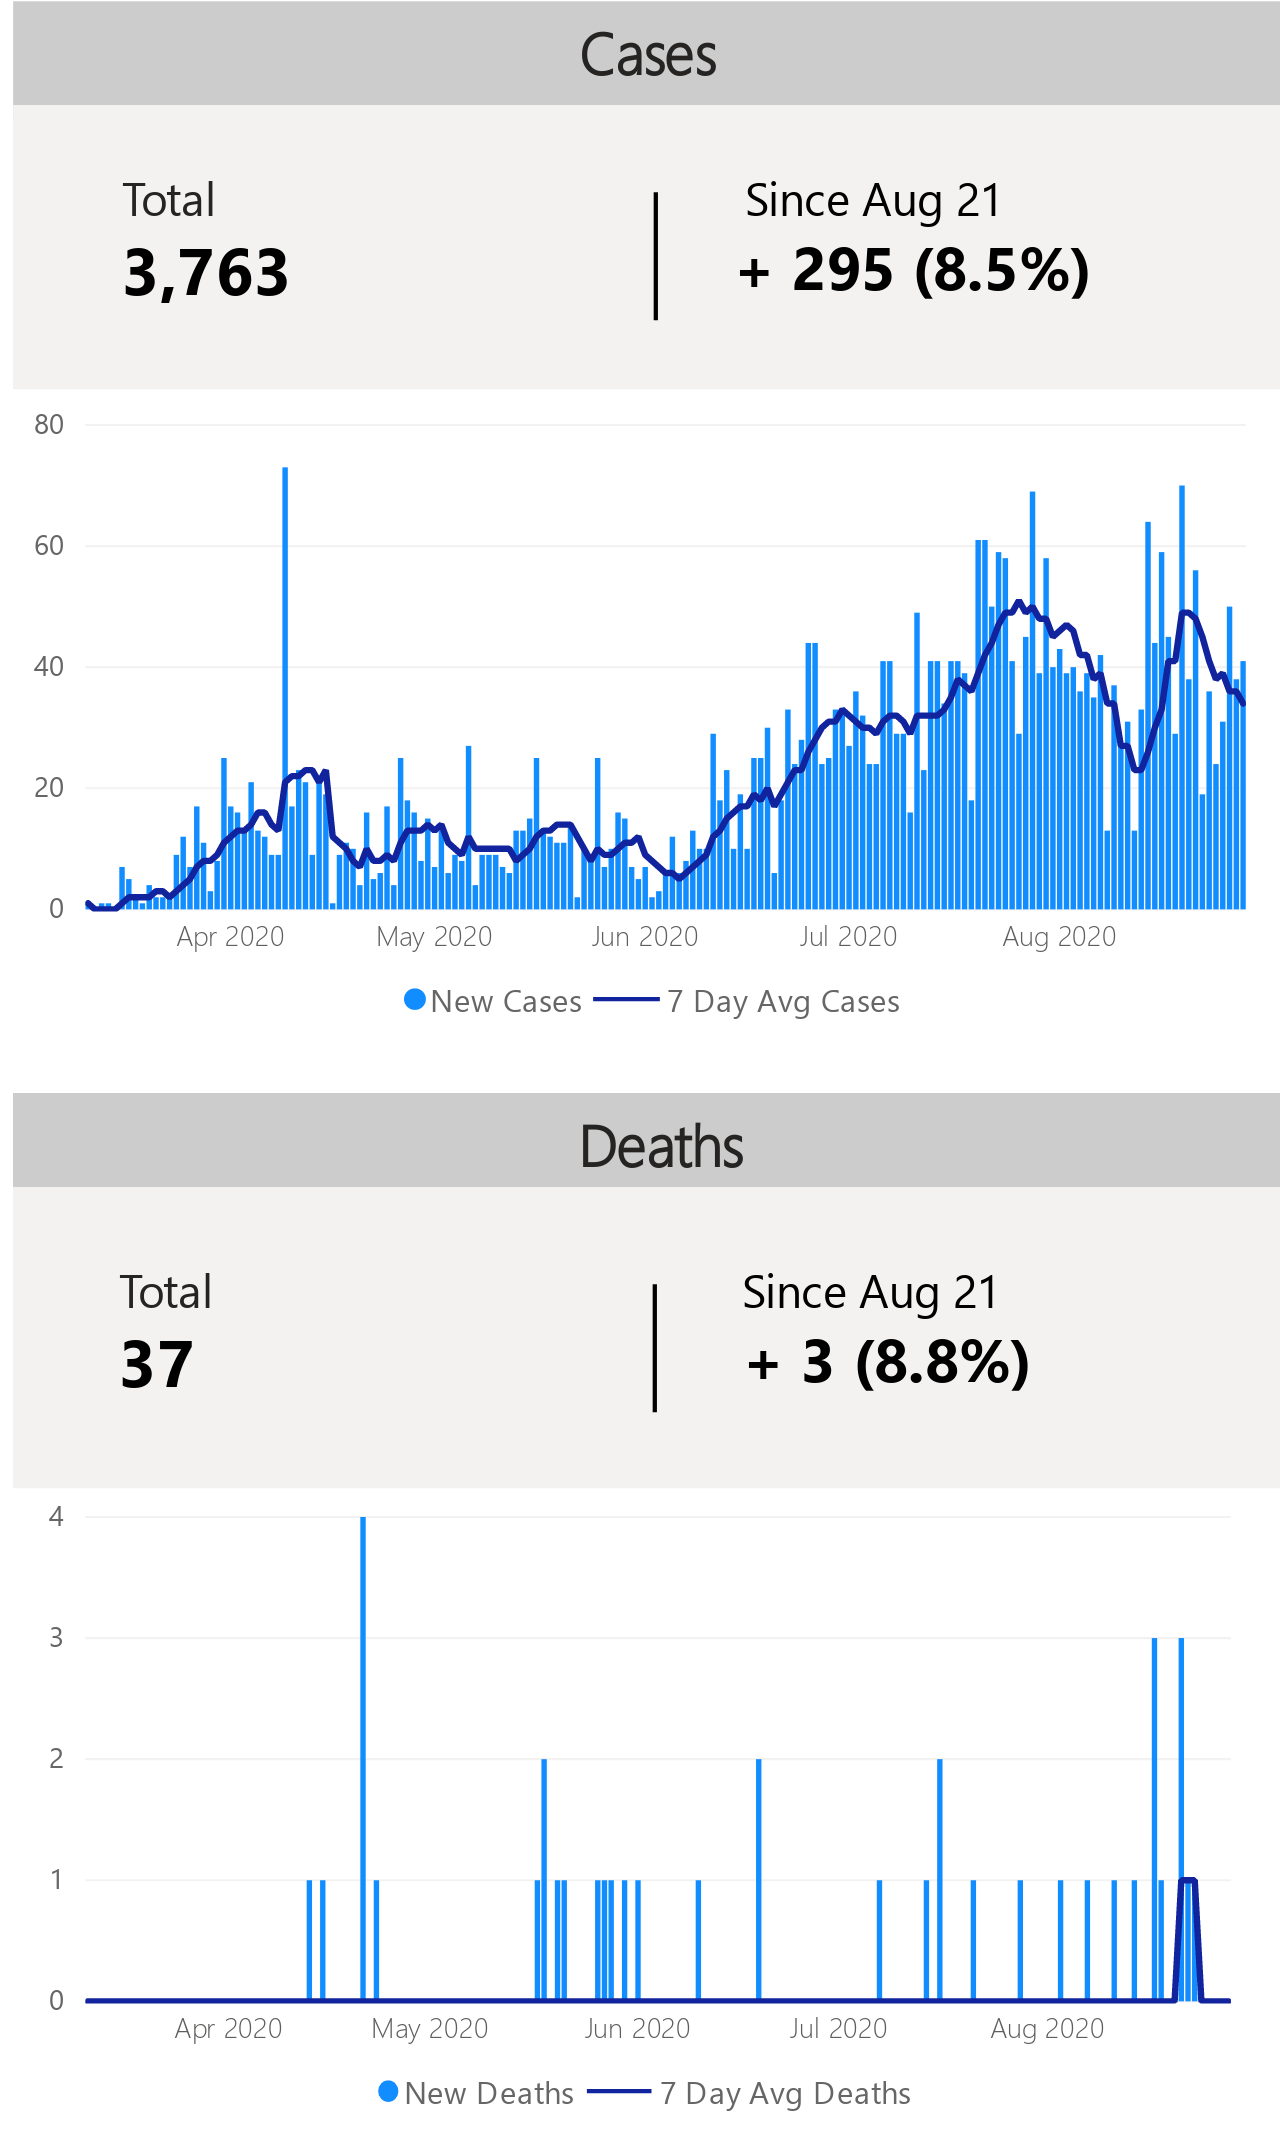 Cases
Total
Since Aug 21
3,763
+ 295 (8.5%)
80
60
40
20
0
Apr 2020
May 2020
Jun 2020
Jul 2020
Aug 2020
New Cases
7 Day Avg Cases
Deaths
Total
Since Aug 21
37
+ 3 (8.8%)
4
3
2
1
0
Apr 2020
May 2020
Jun 2020
Jul 2020
Aug 2020
New Deaths
7 Day Avg Deaths